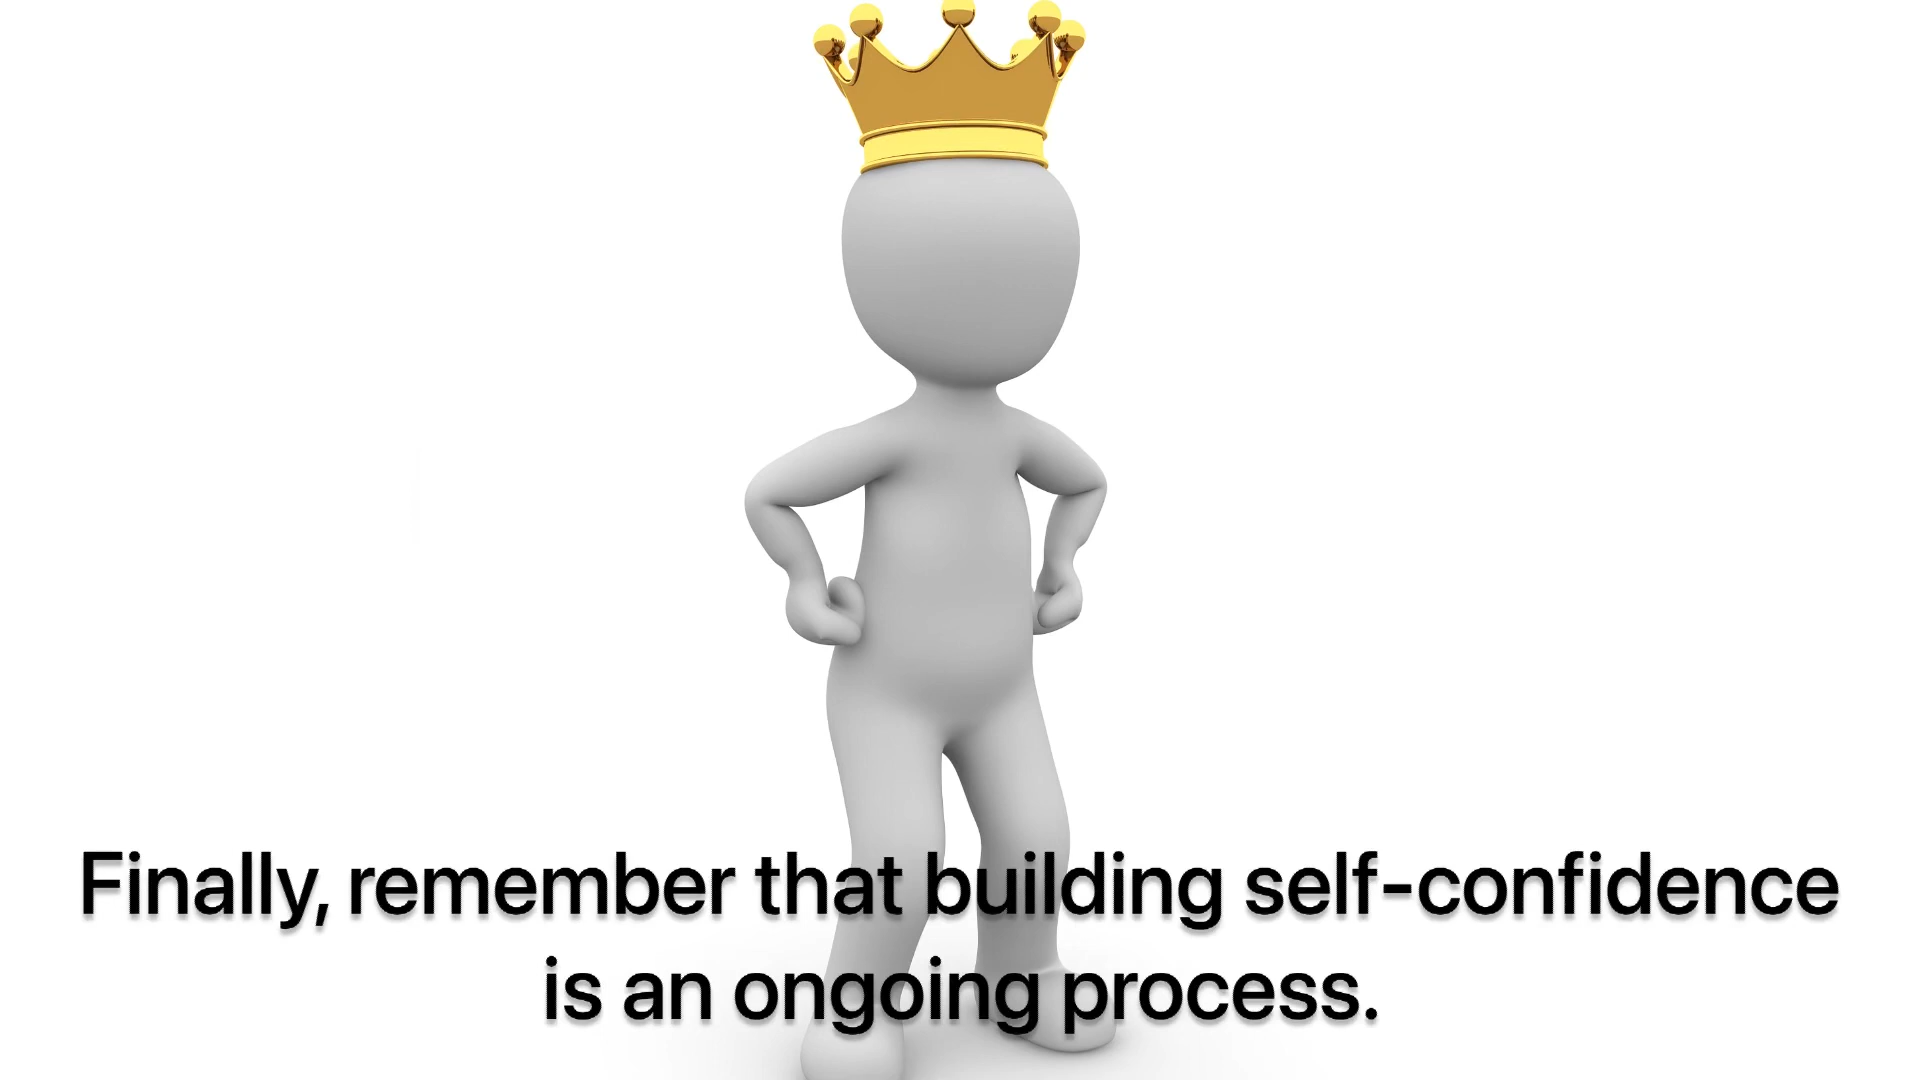 Finally, remember that building self-confidence
is an ongoing process.